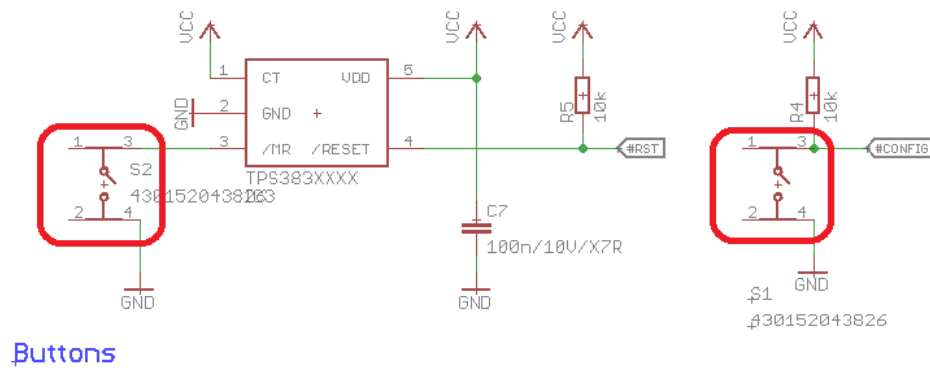 VCC
VCC
VCC
VCC
1 CT VDD 5
GND 2 GND
R5 10k
R4 10k
3 /MR /RESET 4
#RST
#CONFIG
TPS383XXXX
1 3
S2
430152043826
2 4
1 3
2 4
C7
100n/10V/X7R
GND
GND
GND
S1
430152043826
Buttons